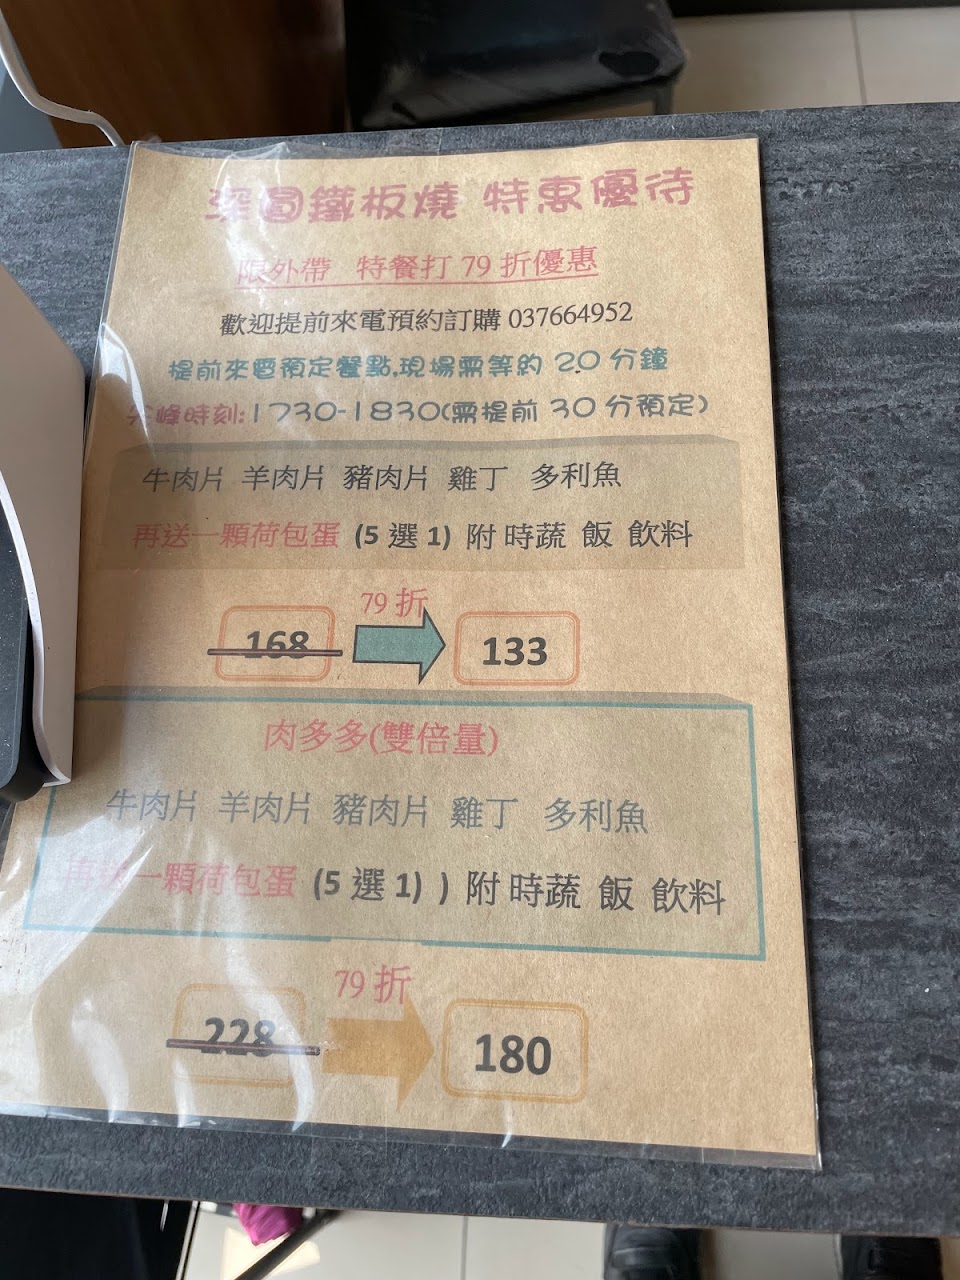 深圓鐵板燒 特惠優待
限外帶 特餐打 79 折優惠
歡迎提前來電預約訂購 037664952
提前來電預定餐點,現場需等約 20 分鐘
尖峰時刻:1730-1830(需提前 30 分預定)
牛肉片 羊肉片 豬肉片 雞丁 多利魚
再送一顆荷包蛋 (5 選 1) 附 時蔬 飯 飲料
79 折
168 133
肉多多(雙倍量)
牛肉片 羊肉片 豬肉片 雞丁 多利魚
再送一顆荷包蛋 (5 選 1) ) 附 時蔬 飯 飲料
79 折
228 180